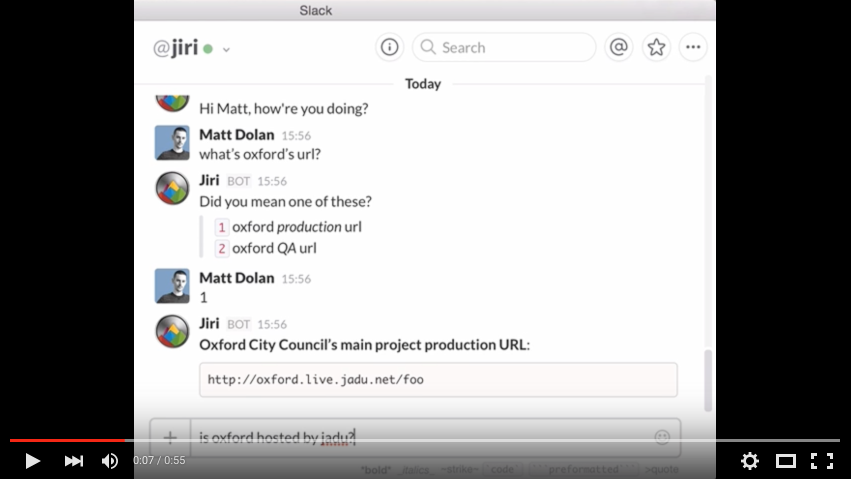 Slack
@jiri
Search
Today
Hi Matt, how're you doing?
Matt Dolan 15:56
what's oxford's url?
Jiri BOT 15:56
Did you mean one of these?
1 oxford production url
2 oxford QA url
Matt Dolan 15:56
1
Jiri BOT 15:56
Oxford City Council's main project production URL:
http://oxford.live.jadu.net/foo
is oxford hosted by jadu?
0:07 / 0:55
*bold* _italics_ ~strike~ `code` ```preformatted``` >quote